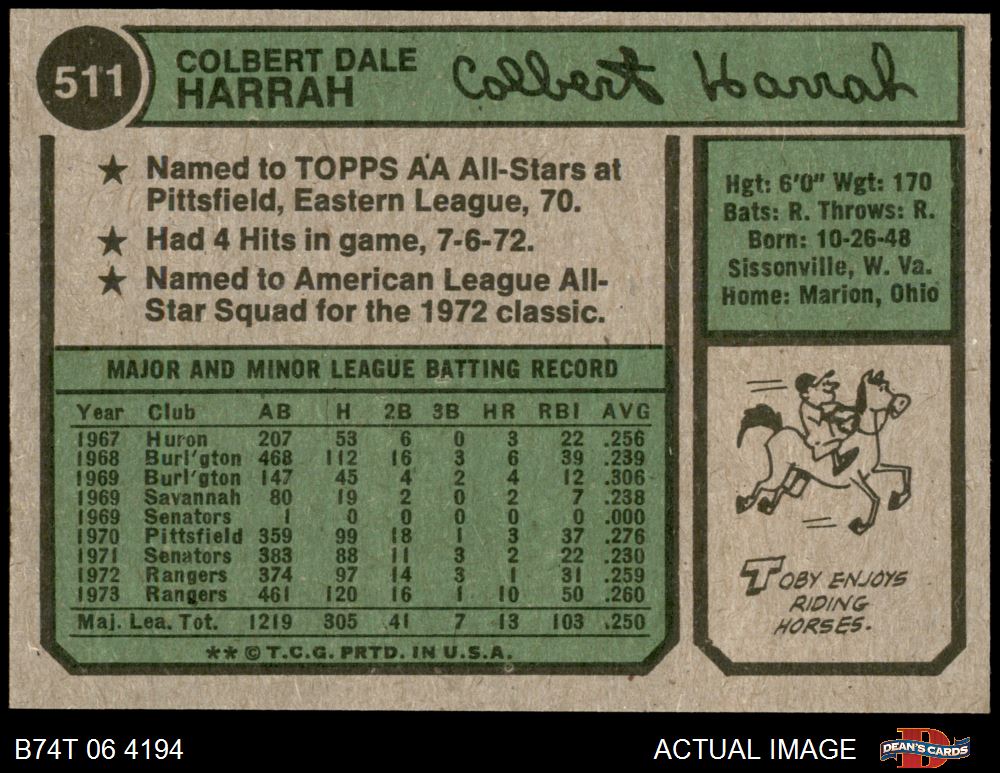 511
COLBERT DALE
HARRAH
Colbert Harrah
★ Named to TOPPS AA All-Stars at
Pittsfield, Eastern League, 70.
★ Had 4 Hits in game, 7-6-72.
★ Named to American League All-
Star Squad for the 1972 classic.
Hgt: 6'0" Wgt: 170
Bats: R. Throws: R.
Born: 10-26-48
Sissonville, W. Va.
Home: Marion, Ohio
MAJOR AND MINOR LEAGUE BATTING RECORD
Year Club AB H 2B 3B HR RBI AVG
1967 Huron 207 53 6 0 3 22 .256
1968 Burl'gton 468 112 16 3 6 39 .239
1969 Burl'gton 147 45 4 2 4 12 .306
1969 Savannah 80 19 2 0 2 7 .238
1969 Senators 1 0 0 0 0 0 .000
1970 Pittsfield 359 99 18 1 3 37 .276
1971 Senators 383 88 11 3 2 22 .230
1972 Rangers 374 97 14 3 1 31 .259
1973 Rangers 461 120 16 1 10 50 .260
Maj. Lea. Tot. 1219 305 41 7 13 103 .250
** © T.C.G. PRTD. IN U.S.A.
TOBY ENJOYS
RIDING
HORSES.
B74T 06 4194
ACTUAL IMAGE
DEAN'S CARDS